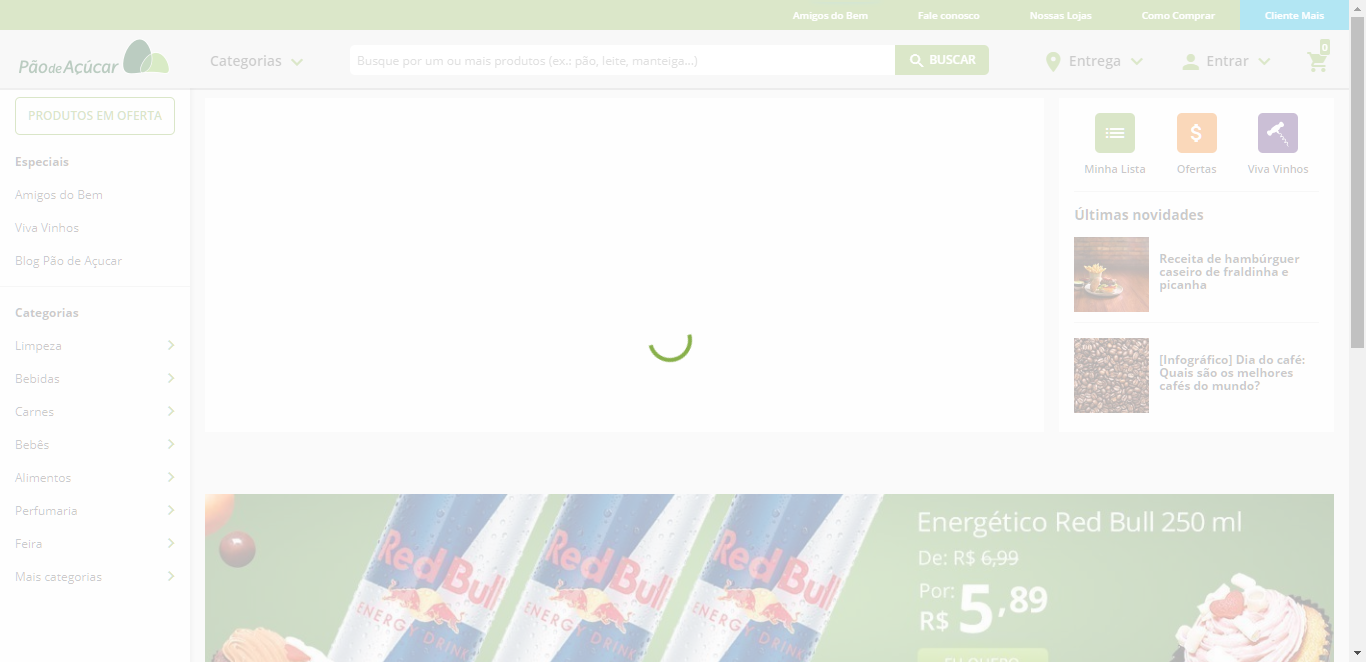 Amigos do Bem
Fale conosco
Nossas Lojas
Como Comprar
Cliente Mais
Pão de Açúcar
Categorias
Busque por um ou mais produtos (ex.: pão, leite, manteiga...)
BUSCAR
Entrega
Entrar
0
PRODUTOS EM OFERTA
Especiais
Amigos do Bem
Viva Vinhos
Blog Pão de Açucar
Categorias
Limpeza
Bebidas
Carnes
Bebês
Alimentos
Perfumaria
Feira
Mais categorias
Minha Lista
Ofertas
Viva Vinhos
Últimas novidades
Receita de hambúrguer
caseiro de fraldinha e
picanha
[Infográfico] Dia do café:
Quais são os melhores
cafés do mundo?
Red Bull
ENERGY DRINK
Red Bull
ENERGY DRINK
Red Bull
ENERGY DRINK
Energético Red Bull 250 ml
De: R$ 6,99
Por:
R$ 5,89
EU QUERO